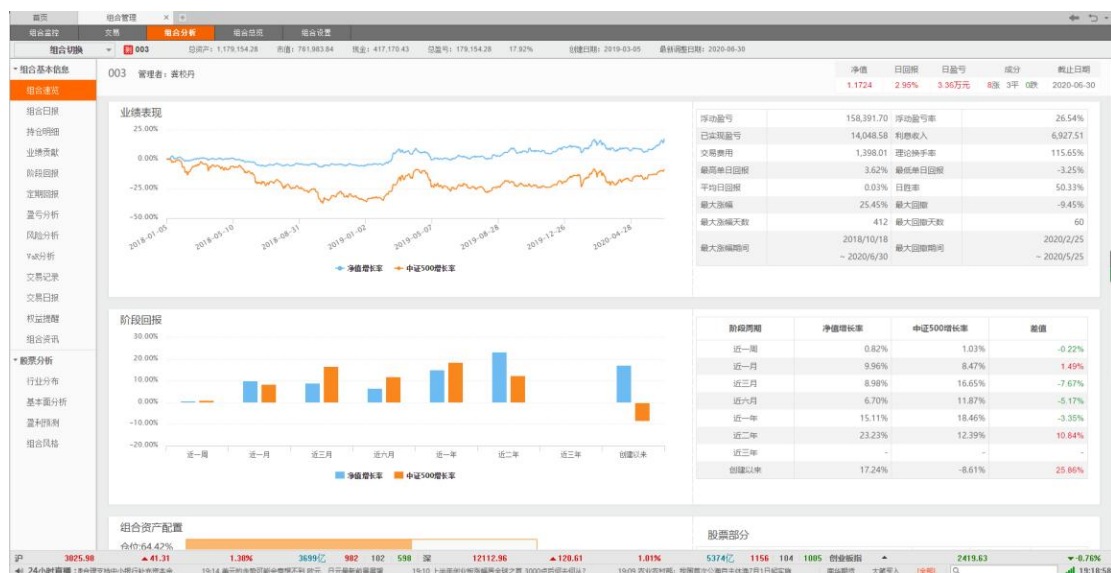 首页 组合管理 ×
组合监控 交易 组合分析 组合总览 组合设置
组合切换 003 总资产: 1,179,154.28 市值: 761,983.84 现金: 417,170.43 总盈亏: 179,154.28 17.92% 创建日期: 2019-03-05 最新调整日期: 2020-06-30
组合基本信息
组合速览
组合日报
持仓明细
业绩贡献
阶段回报
定期回报
盈亏分析
风险分析
VaR分析
交易记录
交易日报
权益提醒
组合资讯
股票分析
行业分布
基本面分析
盈利预测
组合风格
003 管理者: 龚校丹
净值 日回报 日盈亏 成分 截止日期
1.1724 2.95% 3.36万元 8涨 3平 0跌 2020-06-30
业绩表现
25.00%
0.00%
-25.00%
-50.00%
2018-01-05 2018-05-10 2018-08-31 2019-01-02 2019-05-07 2019-08-28 2019-12-26 2020-04-28
净值增长率 中证500增长率
浮动盈亏 158,391.70 浮动盈亏率 26.54%
已实现盈亏 14,048.58 利息收入 6,927.51
交易费用 1,398.01 理论换手率 115.65%
最高单日回报 3.62% 最低单日回报 -3.25%
平均日回报 0.03% 日胜率 50.33%
最大涨幅 25.45% 最大回撤 -9.45%
最大涨幅天数 412 最大回撤天数 60
最大涨幅期间 2018/10/18 ~ 2020/6/30 最大回撤期间 2020/2/25 ~ 2020/5/25
阶段回报
30.00%
20.00%
10.00%
0.00%
-10.00%
-20.00%
近一周 近一月 近三月 近六月 近一年 近二年 近三年 创建以来
净值增长率 中证500增长率
阶段周期 净值增长率 中证500增长率 差值
近一周 0.82% 1.03% -0.22%
近一月 9.96% 8.47% 1.49%
近三月 8.98% 16.65% -7.67%
近六月 6.70% 11.87% -5.17%
近一年 15.11% 18.46% -3.35%
近二年 23.23% 12.39% 10.84%
近三年 - - -
创建以来 17.24% -8.61% 25.86%
组合资产配置
仓位:64.42%
股票部分
沪 3025.98 ▲41.31 1.38% 3699亿 982 102 598 深 12112.96 ▲120.61 1.01% 5374亿 1156 104 1005 创业板指 2419.63 ▼-0.76%
24小时直播
19:18:58